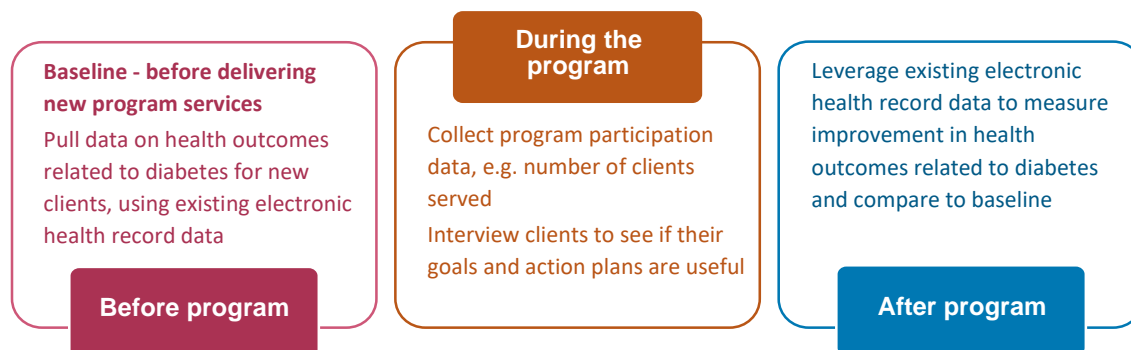 Baseline - before delivering
new program services
Pull data on health outcomes
related to diabetes for new
clients, using existing electronic
health record data
Before program
During the
program
Collect program participation
data, e.g. number of clients
served
Interview clients to see if their
goals and action plans are useful
Leverage existing electronic
health record data to measure
improvement in health
outcomes related to diabetes
and compare to baseline
After program